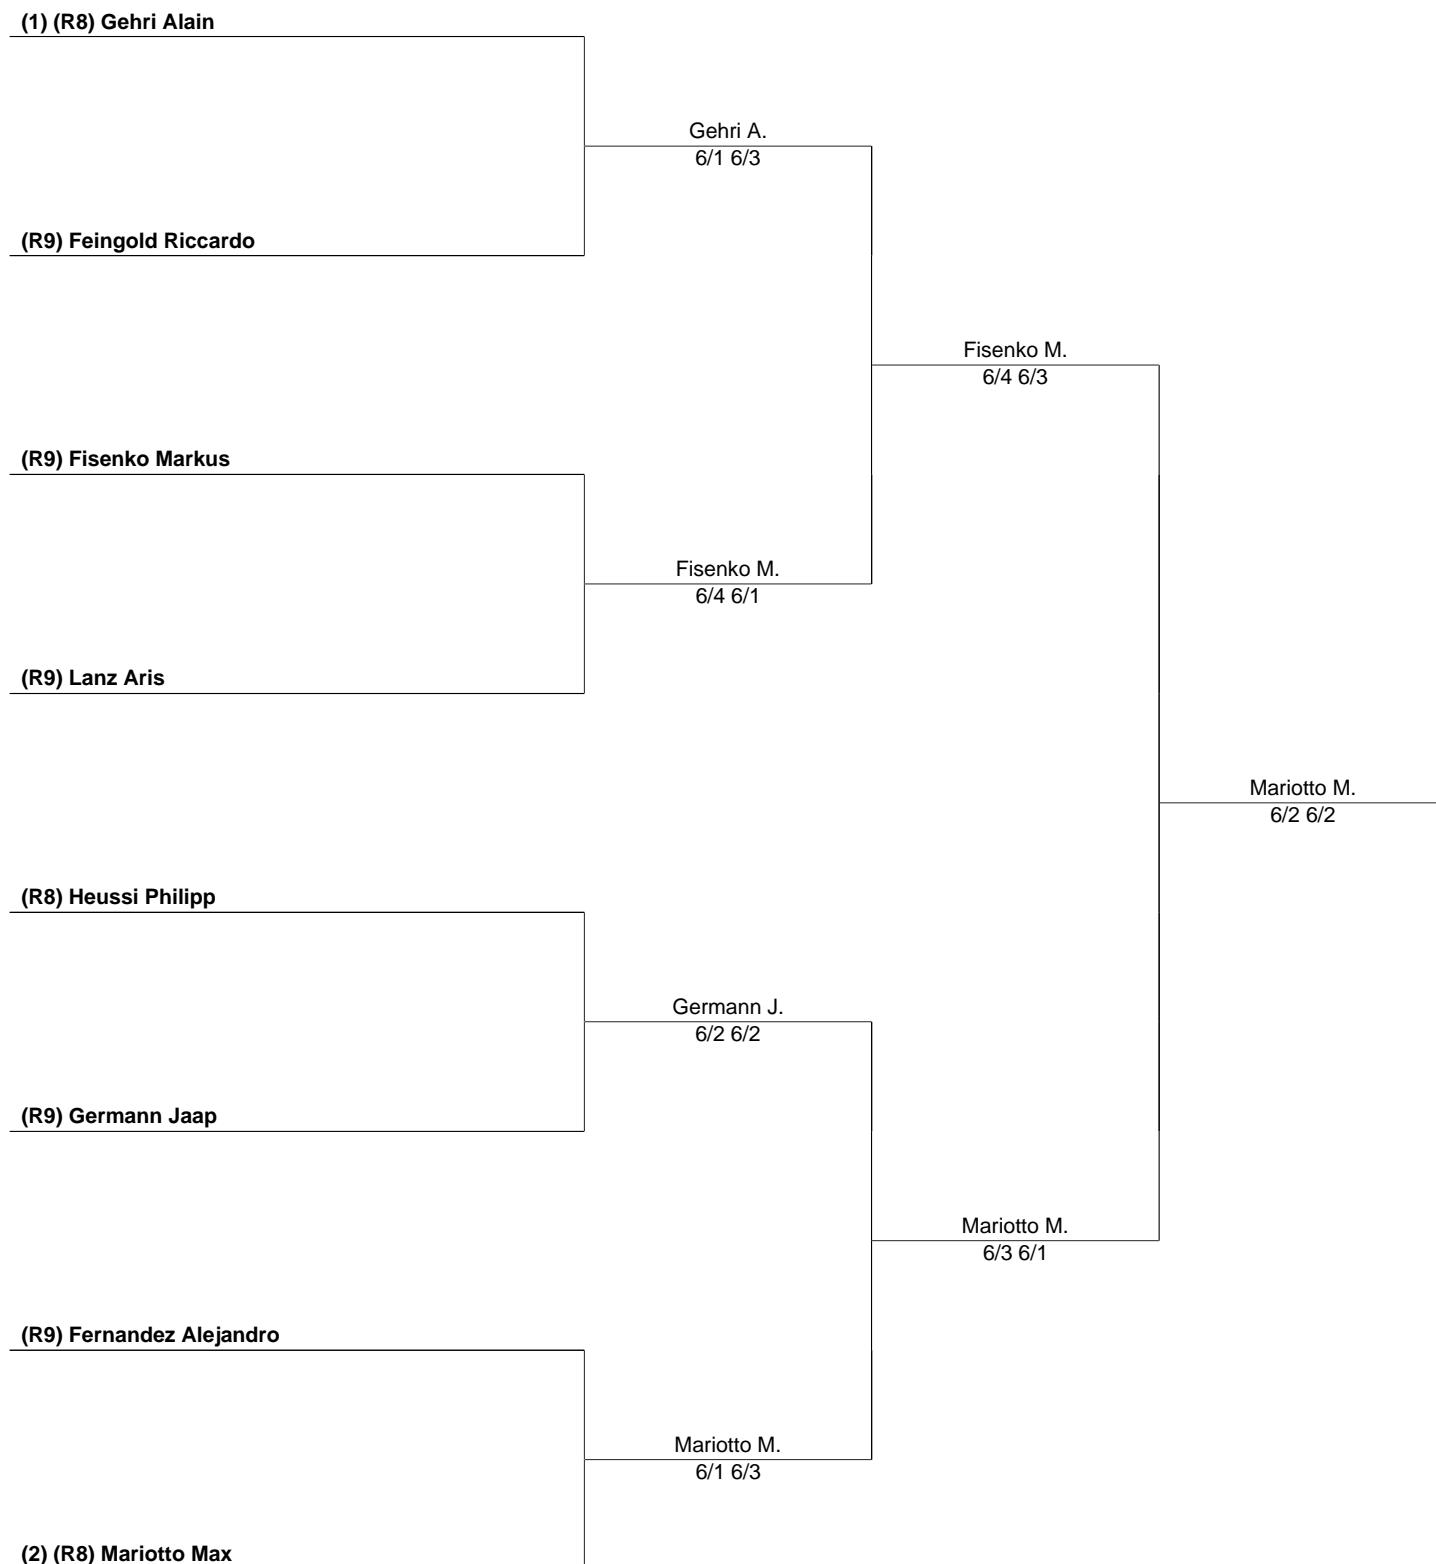 (1) (R8) Gehri Alain
Gehri A.
6/1 6/3
(R9) Feingold Riccardo
Fisenko M.
6/4 6/3
(R9) Fisenko Markus
Fisenko M.
6/4 6/1
(R9) Lanz Aris
Mariotto M.
6/2 6/2
(R8) Heussi Philipp
Germann J.
6/2 6/2
(R9) Germann Jaap
Mariotto M.
6/3 6/1
(R9) Fernandez Alejandro
Mariotto M.
6/1 6/3
(2) (R8) Mariotto Max